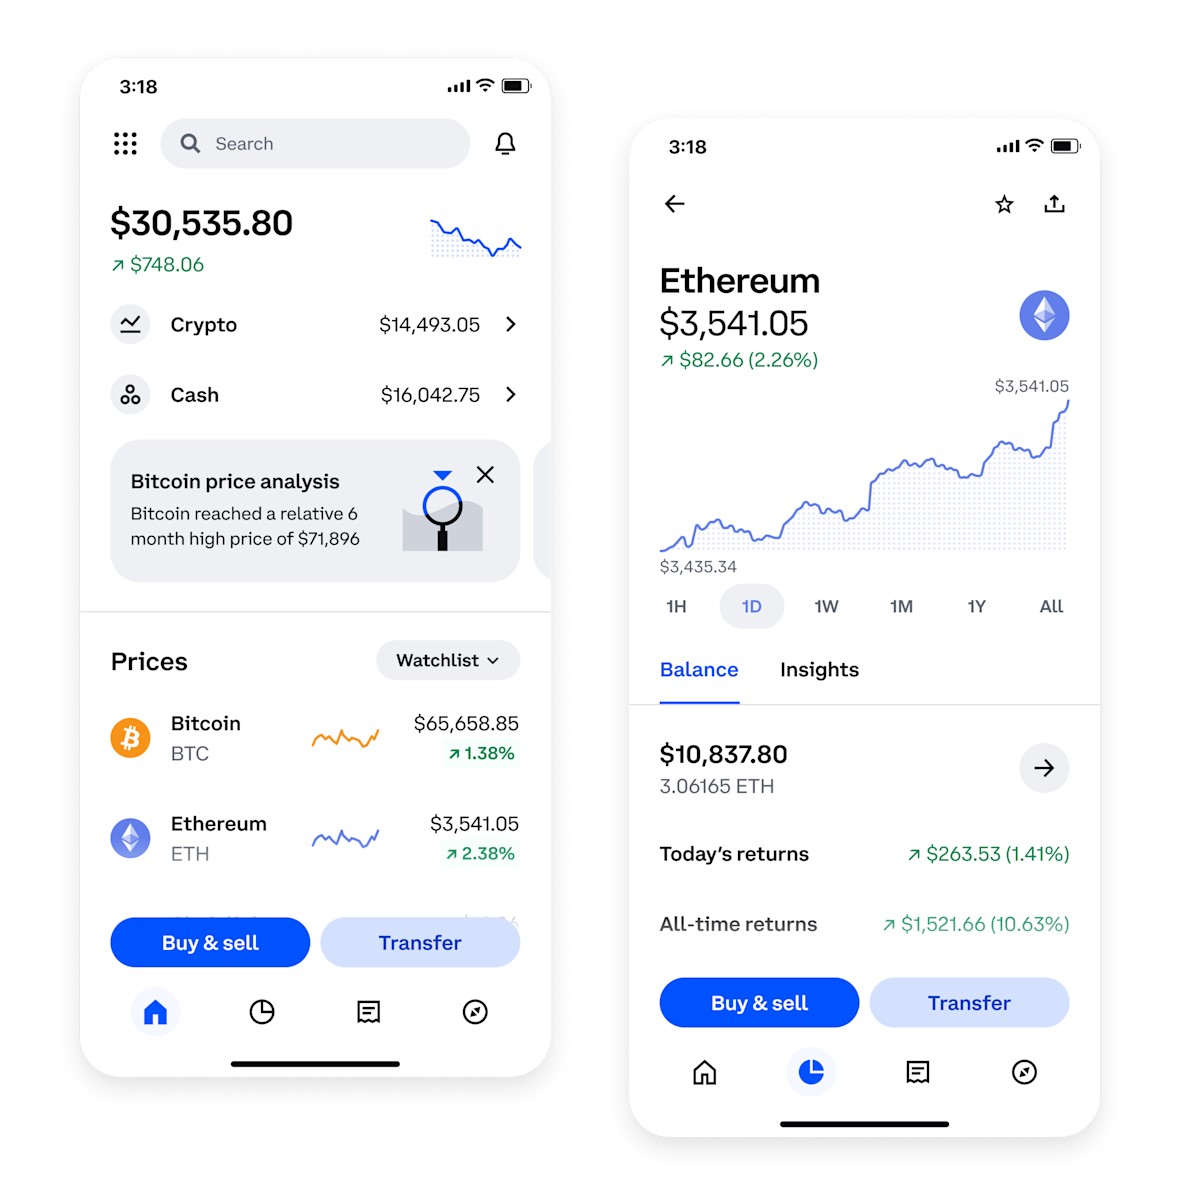 3:18
Search
$30,535.80
↗ $748.06
Crypto $14,493.05
Cash $16,042.75
Bitcoin price analysis
Bitcoin reached a relative 6
month high price of $71,896
Prices Watchlist
Bitcoin $65,658.85
BTC ↗ 1.38%
Ethereum $3,541.05
ETH ↗ 2.38%
Buy & sell Transfer
3:18
Ethereum
$3,541.05
↗ $82.66 (2.26%)
$3,541.05
$3,435.34
1H 1D 1W 1M 1Y All
Balance Insights
$10,837.80
3.06165 ETH
Today’s returns ↗ $263.53 (1.41%)
All-time returns ↗ $1,521.66 (10.63%)
Buy & sell Transfer